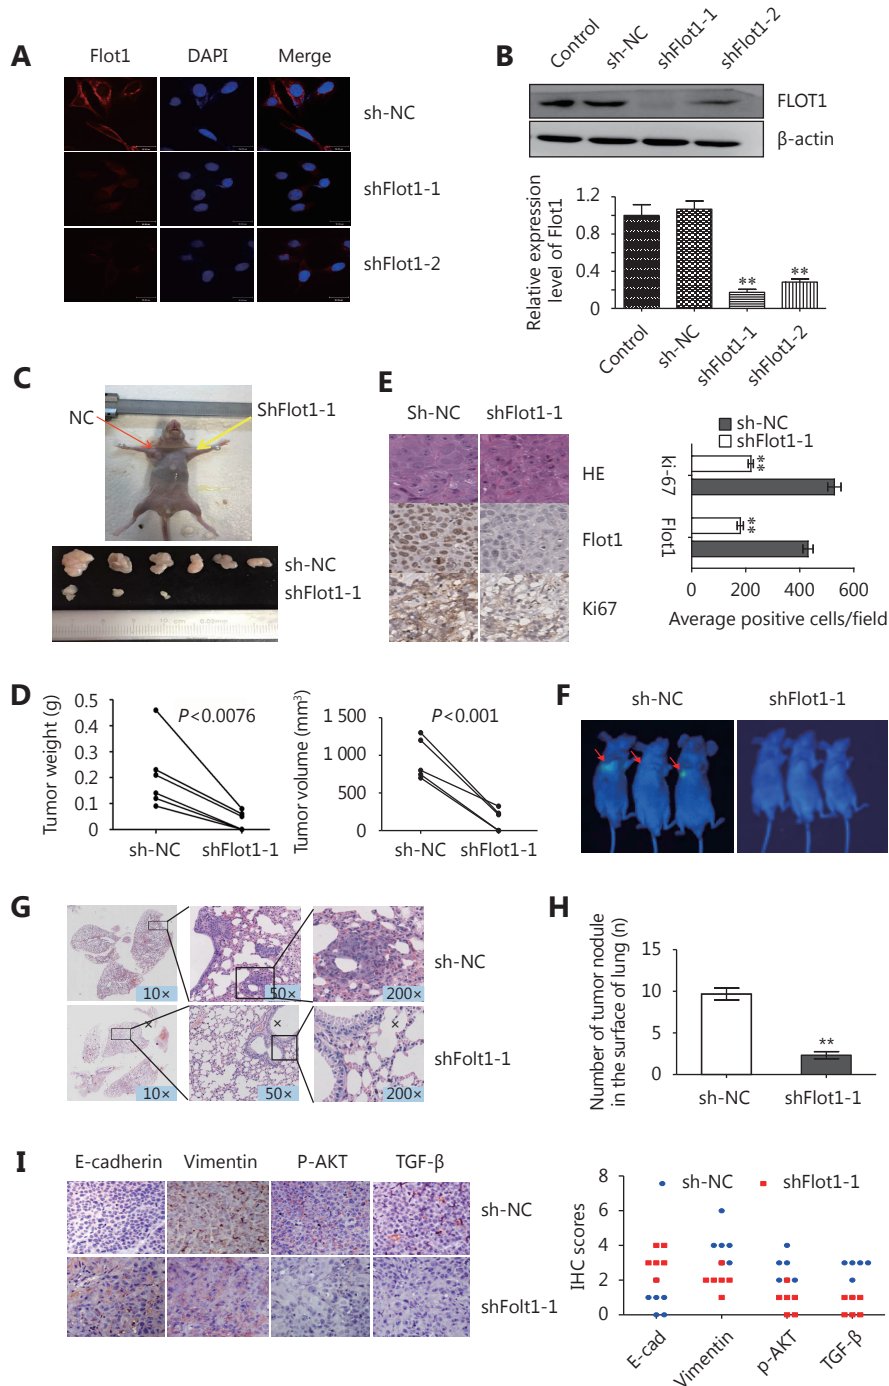 A
Flot1 DAPI Merge
sh-NC
shFlot1-1
shFlot1-2
B
Control sh-NC shFlot1-1 shFlot1-2
FLOT1
β-actin
Relative expression
level of Flot1
1.2
0.8
0.4
0
** **
Control sh-NC shFlot1-1 shFlot1-2
C
NC
ShFlot1-1
sh-NC
shFlot1-1
E
Sh-NC shFlot1-1
HE
Flot1
Ki67
sh-NC
shFlot1-1
ki-67
Flot1
**
**
0 200 400 600
Average positive cells/field
D
Tumor weight (g)
0.5
0.4
0.3
0.2
0.1
0
P<0.0076
sh-NC shFlot1-1
Tumor volume (mm³)
1 500
1 000
500
0
P<0.001
sh-NC shFlot1-1
F
sh-NC shFlot1-1
G
10× 50× 200×
sh-NC
× × ×
10× 50× 200×
shFolt1-1
H
Number of tumor nodule
in the surface of lung (n)
15
10
5
0
**
sh-NC shFlot1-1
I
E-cadherin Vimentin P-AKT TGF-β
sh-NC
shFolt1-1
sh-NC shFlot1-1
IHC scores
8
6
4
2
0
E-cad Vimentin p-AKT TGF-β